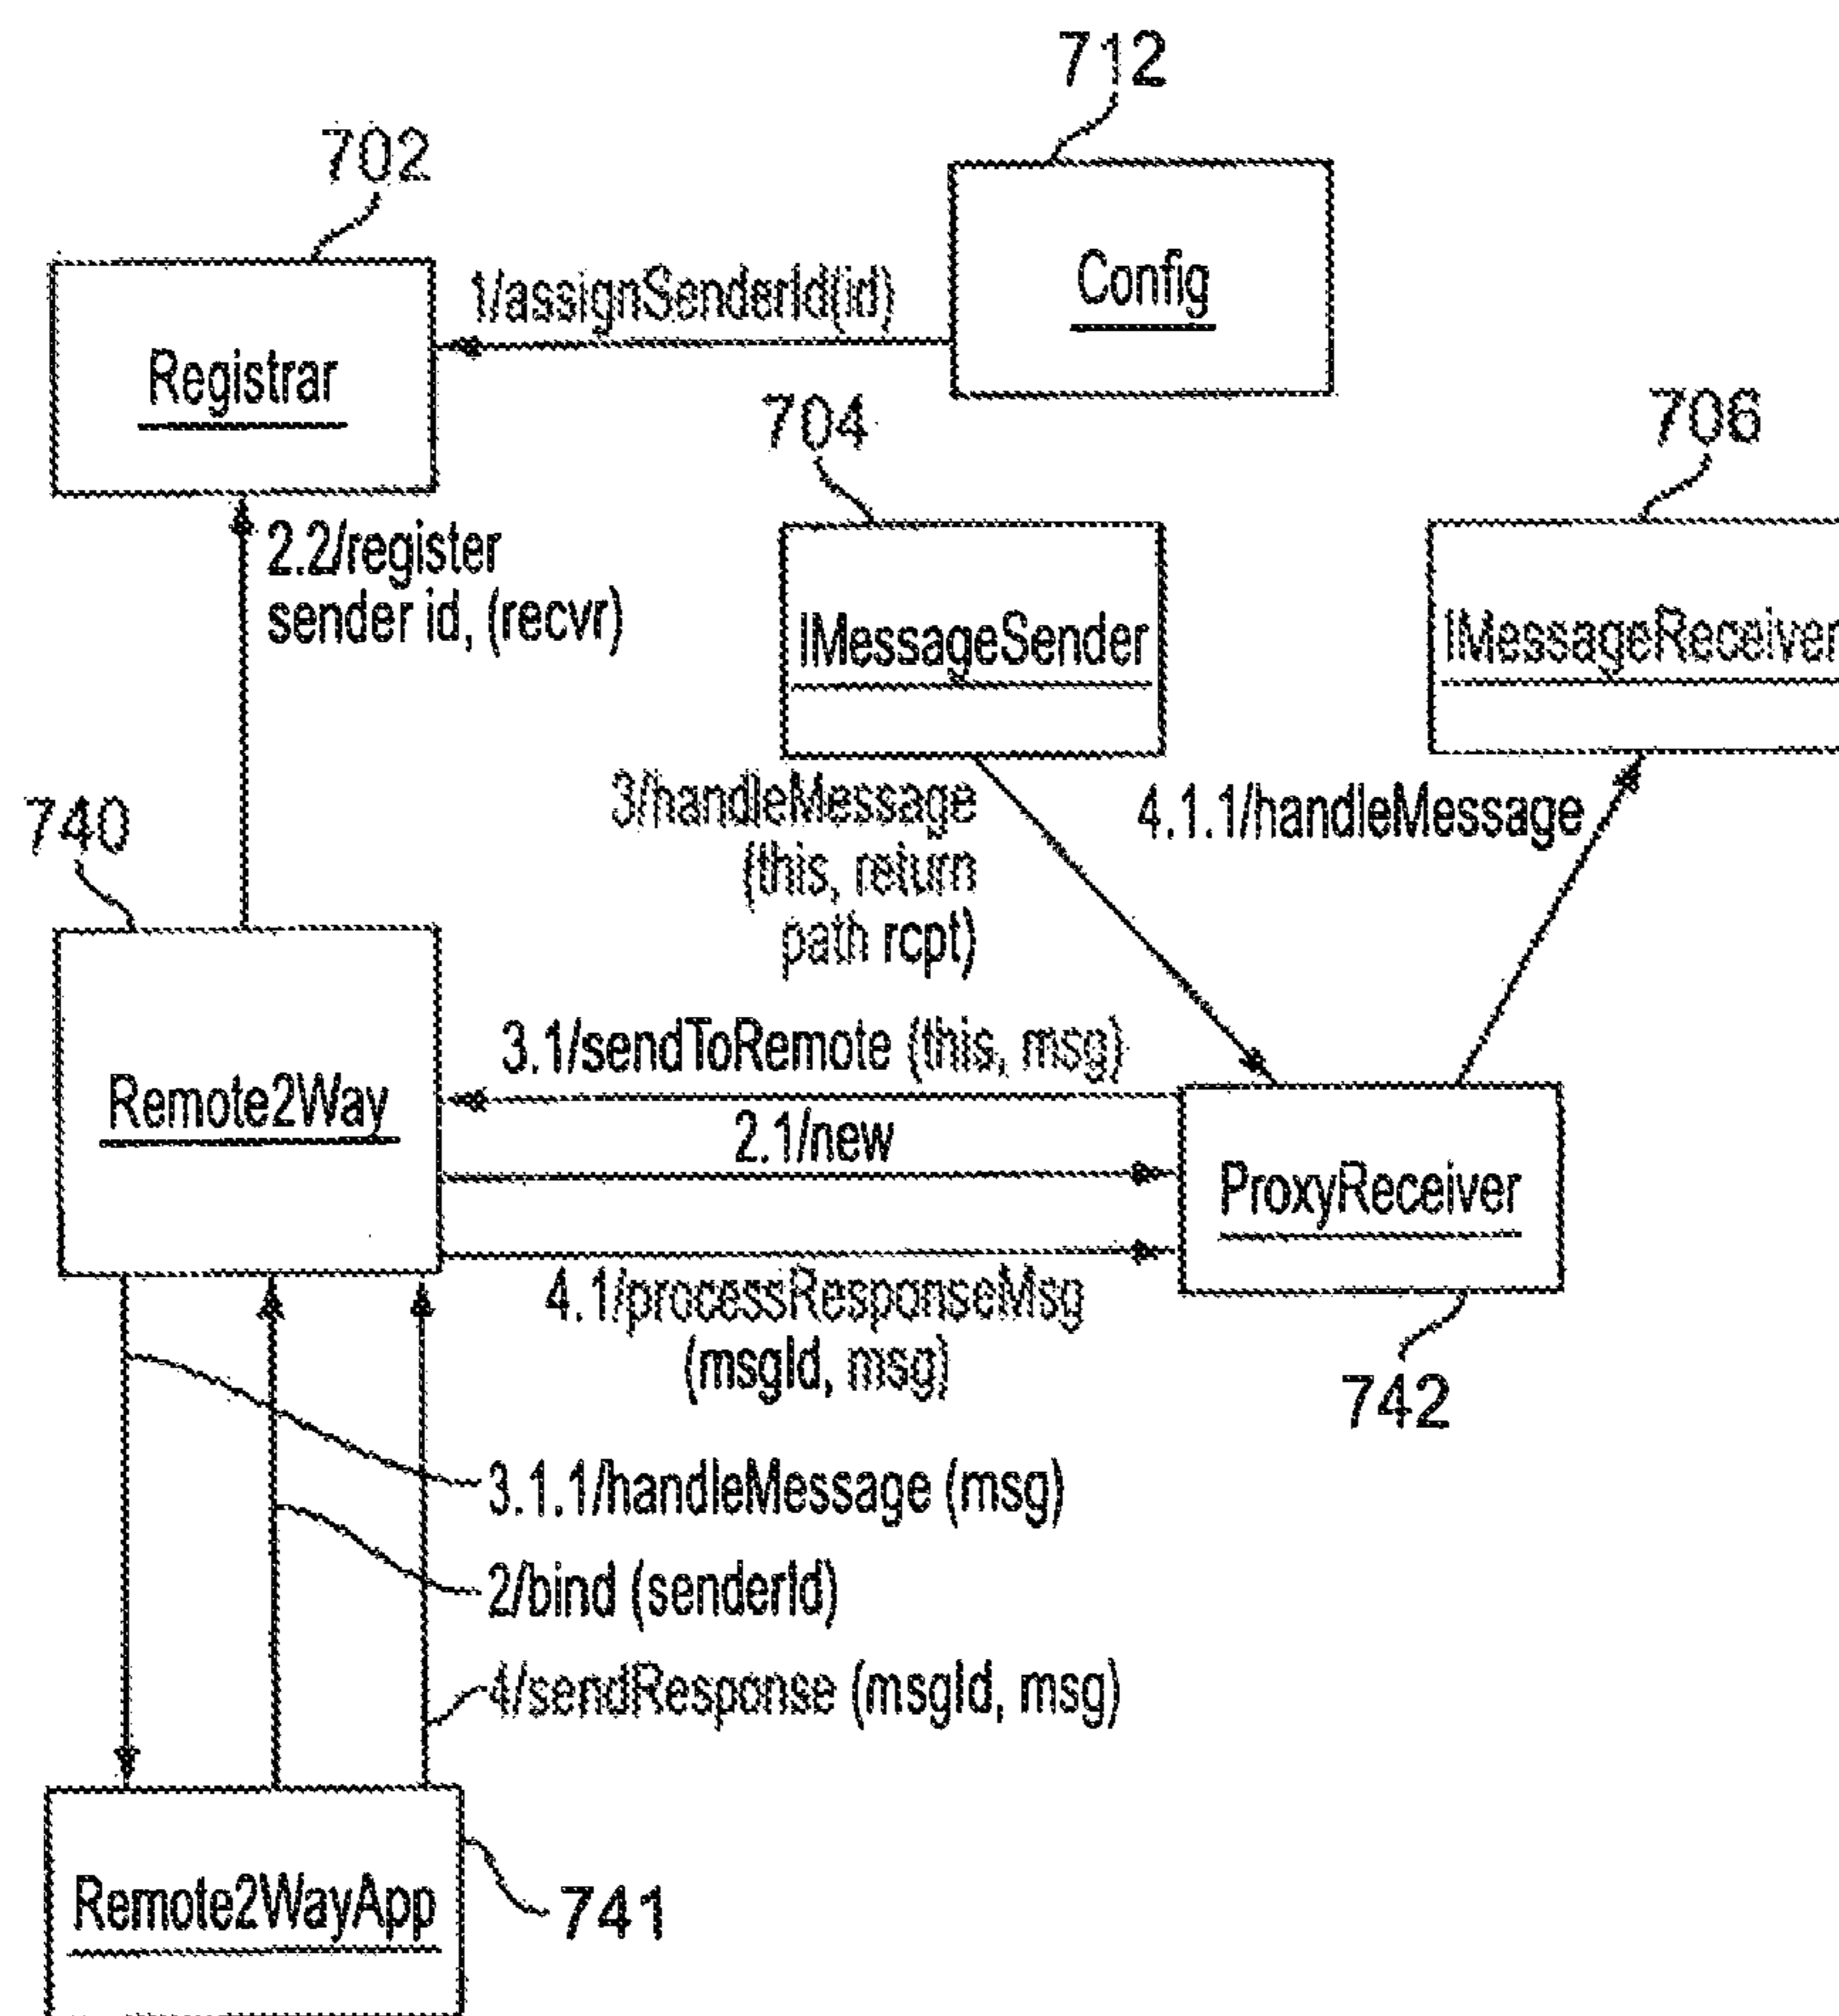 712
702
Config
1/assignSenderId(id)
Registrar
704
706
2.2/register
sender id, (recvr)
IMessageSender
IMessageReceiver
3/handleMessage
(this, return
path rcpt)
4.1.1/handleMessage
740
3.1/sendToRemote (this, msg)
Remote2Way
2.1/new
ProxyReceiver
4.1/processResponseMsg
(msgId, msg)
742
3.1.1/handleMessage (msg)
2/bind (senderId)
4/sendResponse (msgId, msg)
Remote2WayApp
741